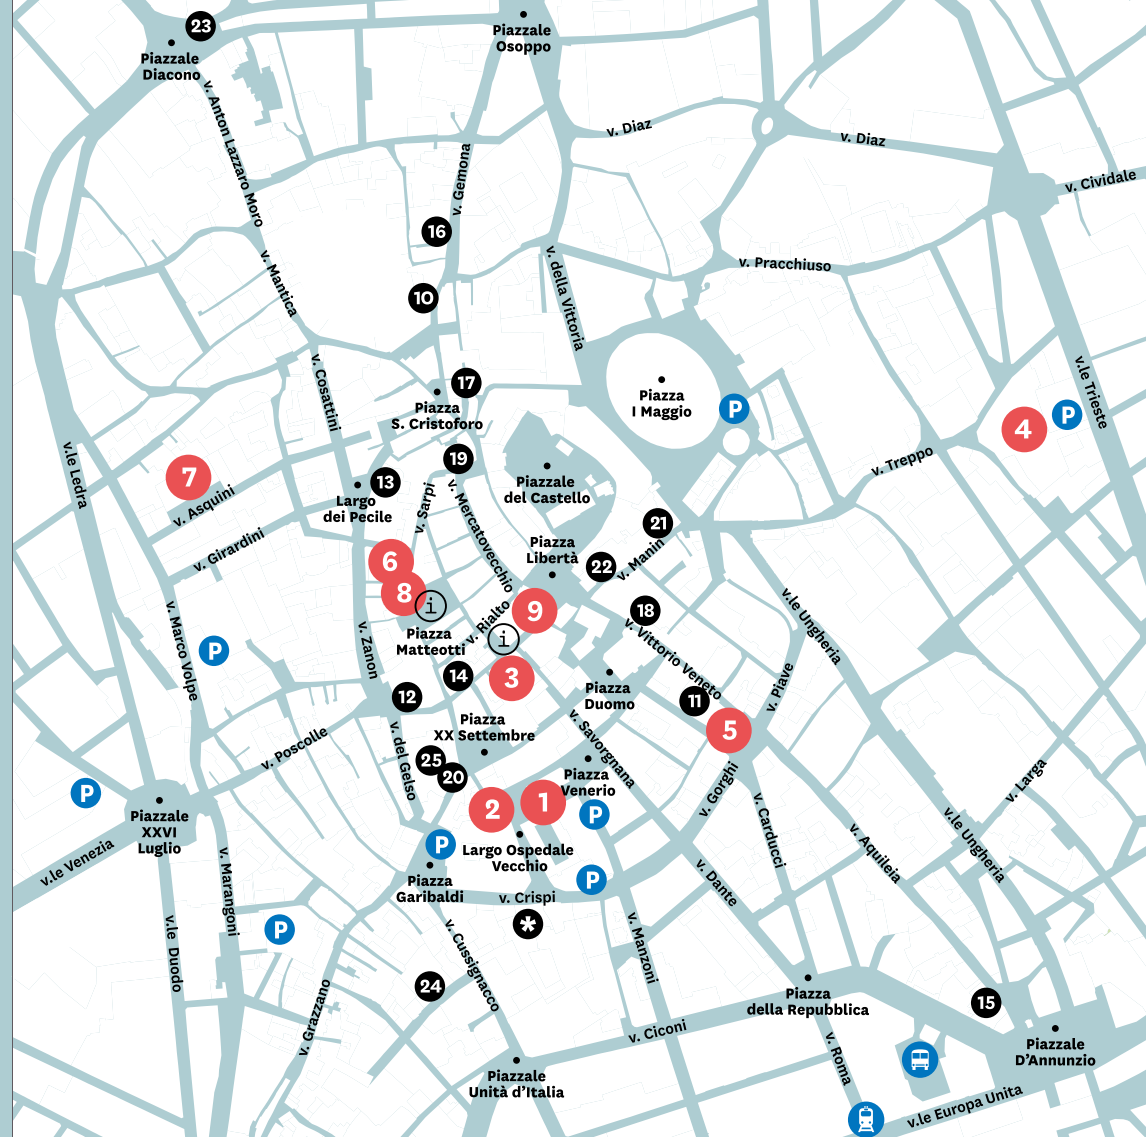 23
Piazzale
Diacono
Piazzale
Osoppo
v. Anton Lazzaro Moro
v. Diaz
v. Diaz
v. Gemona
v. Cividale
16
v. Mantica
v. della Vittoria
v. Pracchiuso
10
v. Cosattini
17
Piazza
S. Cristoforo
Piazza
I Maggio
P
v.le Trieste
4
P
v.le Ledra
7
v. Asquini
13
Largo
dei Pecile
19
v. Sarpi
v. Mercatovecchio
Piazzale
del Castello
v. Treppo
21
v. Girardini
6
8
i
Piazza
Libertà
22
v. Manin
v. Marco Volpe
P
v. Zanon
Piazza
Matteotti
v. Rialto
i
9
18
v. Vittorio Veneto
v.le Ungheria
14
3
12
Piazza
Duomo
11
5
v. Piave
v. Poscolle
v. del Gelso
Piazza
XX Settembre
25
20
v. Savorgnana
Piazza
Venerio
P
v. Gorghi
P
Piazzale
XXVI
Luglio
2
1
Largo Ospedale
Vecchio
P
v. Carducci
v. Aquileia
v. Larga
v.le Ungheria
v.le Venezia
v. Marangoni
Piazza
Garibaldi
v. Crispi
P
v. Dante
v.le Duodo
P
*
v. Cussignacco
v. Manzoni
24
v. Grazzano
Piazza
della Repubblica
15
v. Ciconi
Piazzale
Unità d'Italia
v. Roma
Piazzale
D'Annunzio
v.le Europa Unita